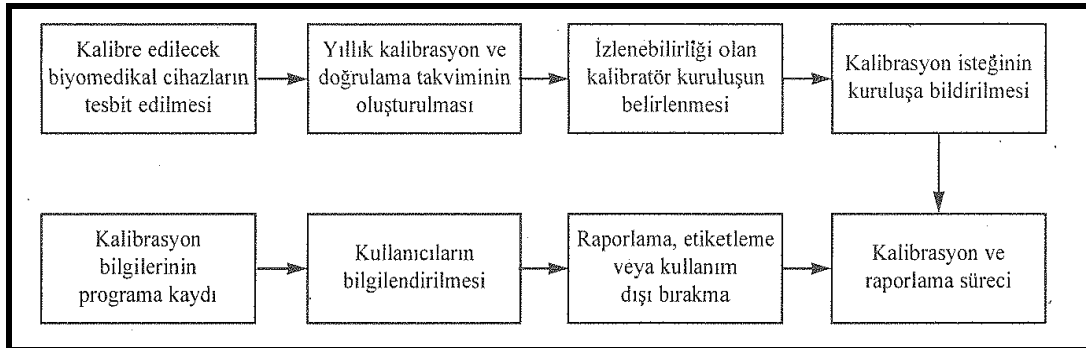 Kalibre edilecek
biyomedikal cihazların
tesbit edilmesi
Yıllık kalibrasyon ve
doğrulama takviminin
oluşturulması
İzlenebilirliği olan
kalibratör kuruluşun
belirlenmesi
Kalibrasyon isteğinin
kuruluşa bildirilmesi
Kalibrasyon
bilgilerinin
programa kaydı
Kullanıcıların
bilgilendirilmesi
Raporlama, etiketleme
veya kullanım
dışı bırakma
Kalibrasyon ve
raporlama süreci